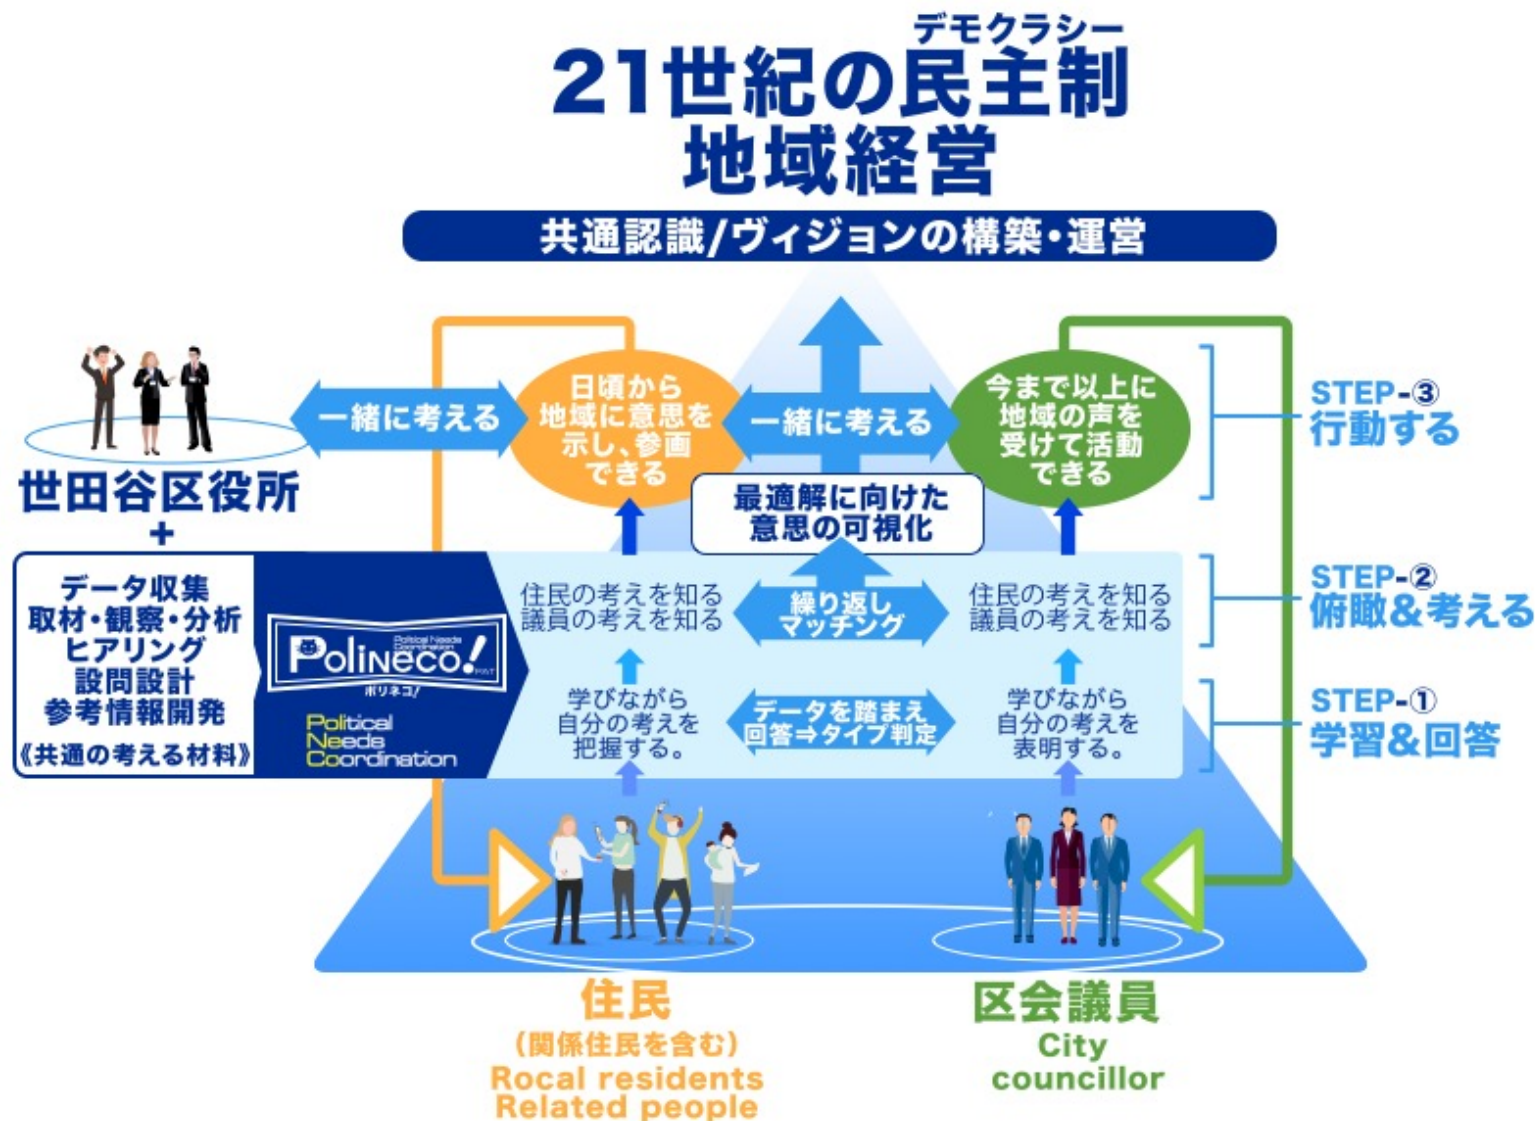 デモクラシー
21世紀の民主制
地域経営
共通認識/ヴィジョンの構築・運営
一緒に考える
日頃から
地域に意思を
示し、参画
できる
一緒に考える
今まで以上に
地域の声を
受けて活動
できる
STEP-③
行動する
世田谷区役所
+
最適解に向けた
意思の可視化
データ収集
取材・観察・分析
ヒアリング
設問設計
参考情報開発
《共通の考える材料》
Political Needs
Coordination
PoliNeco!
ポリネコ!
Political
Needs
Coordination
住民の考えを知る
議員の考えを知る
繰り返し
マッチング
住民の考えを知る
議員の考えを知る
STEP-②
俯瞰&考える
学びながら
自分の考えを
把握する。
データを踏まえ
回答⇒タイプ判定
学びながら
自分の考えを
表明する。
STEP-①
学習&回答
住民
(関係住民を含む)
Rocal residents
Related people
区会議員
City
councillor